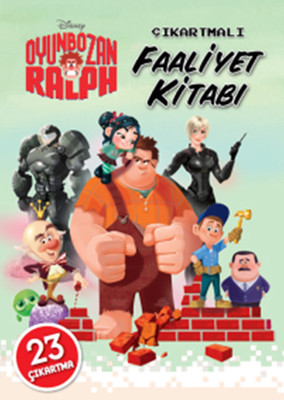 Disney
OYUNBOZAN
RALPH
ÇIKARTMALI
FAALİYET
KİTABI
23
ÇIKARTMA